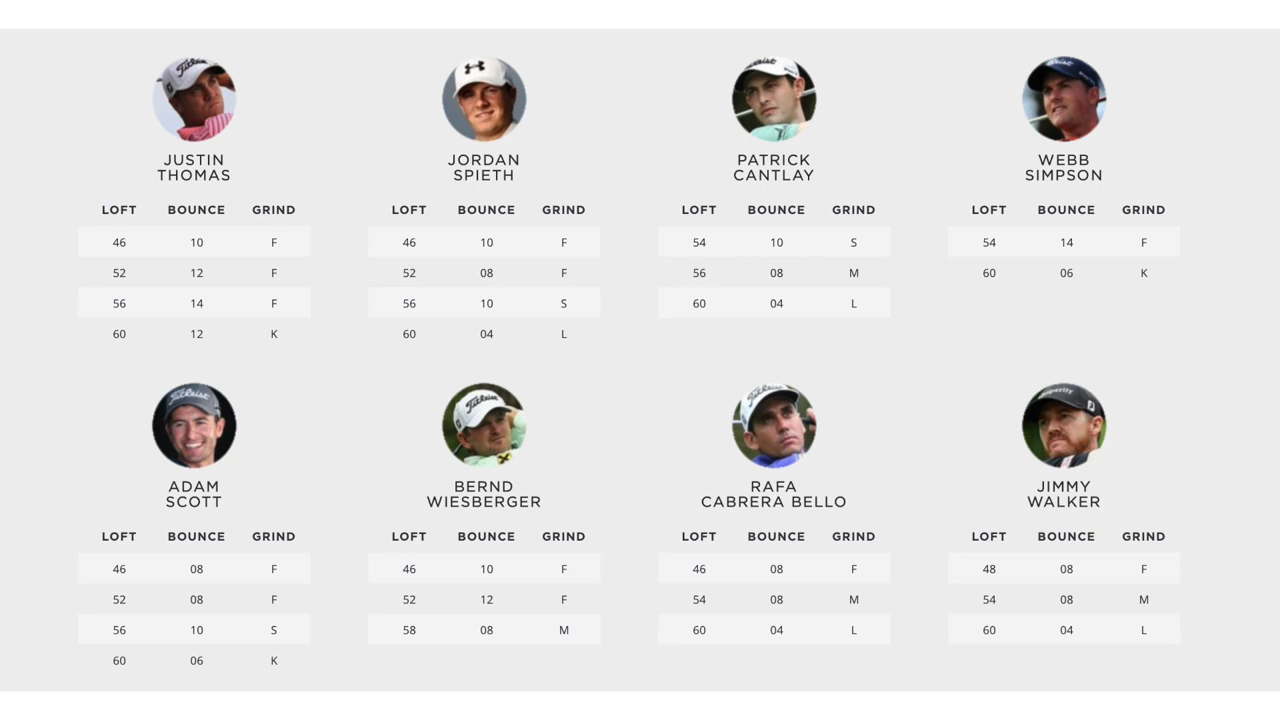 JUSTIN
THOMAS
LOFT BOUNCE GRIND
46 10 F
52 12 F
56 14 F
60 12 K
JORDAN
SPIETH
LOFT BOUNCE GRIND
46 10 F
52 08 F
56 10 S
60 04 L
PATRICK
CANTLAY
LOFT BOUNCE GRIND
54 10 S
56 08 M
60 04 L
WEBB
SIMPSON
LOFT BOUNCE GRIND
54 14 F
60 06 K
ADAM
SCOTT
LOFT BOUNCE GRIND
46 08 F
52 08 F
56 10 S
60 06 K
BERND
WIESBERGER
LOFT BOUNCE GRIND
46 10 F
52 12 F
58 08 M
RAFA
CABRERA BELLO
LOFT BOUNCE GRIND
46 08 F
54 08 M
60 04 L
JIMMY
WALKER
LOFT BOUNCE GRIND
48 08 F
54 08 M
60 04 L